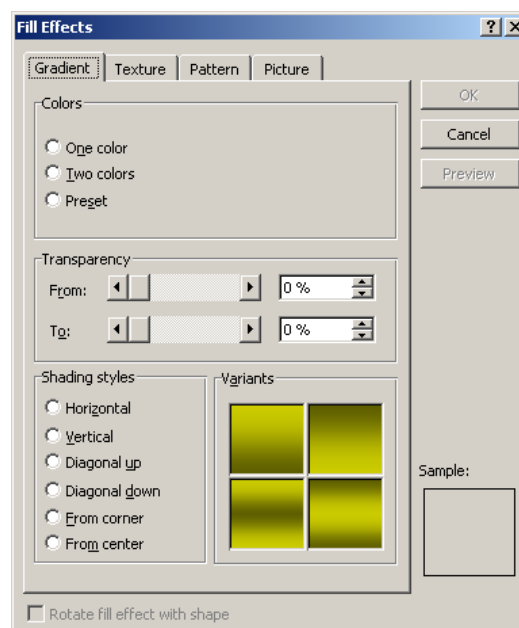 Fill Effects
Gradient Texture Pattern Picture
OK
Cancel
Preview
Colors
One color
Two colors
Preset
Transparency
From: 0 %
To: 0 %
Shading styles
Horizontal
Vertical
Diagonal up
Diagonal down
From corner
From center
Variants
Sample:
Rotate fill effect with shape